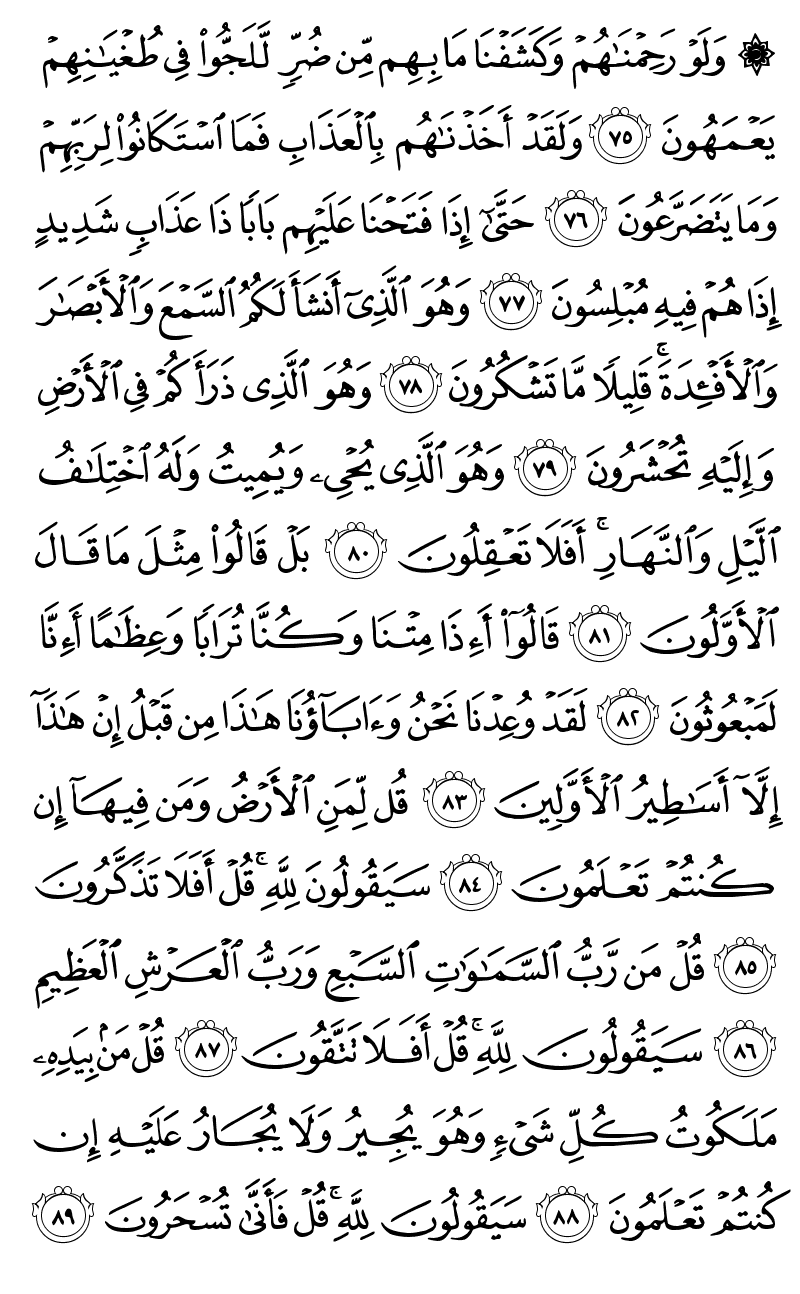 ۞ وَلَوۡ رَحِمۡنَٰهُمۡ وَكَشَفۡنَا مَا بِهِم مِّن ضُرّٖ لَّلَجُّواْ فِي طُغۡيَٰنِهِمۡ
يَعۡمَهُونَ ٧٥ وَلَقَدۡ أَخَذۡنَٰهُم بِٱلۡعَذَابِ فَمَا ٱسۡتَكَانُواْ لِرَبِّهِمۡ
وَمَا يَتَضَرَّعُونَ ٧٦ حَتَّىٰٓ إِذَا فَتَحۡنَا عَلَيۡهِم بَابٗا ذَا عَذَابٖ شَدِيدٍ
إِذَا هُمۡ فِيهِ مُبۡلِسُونَ ٧٧ وَهُوَ ٱلَّذِيٓ أَنشَأَ لَكُمُ ٱلسَّمۡعَ وَٱلۡأَبۡصَٰرَ
وَٱلۡأَفۡـِٔدَةَۚ قَلِيلٗا مَّا تَشۡكُرُونَ ٧٨ وَهُوَ ٱلَّذِي ذَرَأَكُمۡ فِي ٱلۡأَرۡضِ
وَإِلَيۡهِ تُحۡشَرُونَ ٧٩ وَهُوَ ٱلَّذِي يُحۡيِۦ وَيُمِيتُ وَلَهُ ٱخۡتِلَٰفُ
ٱلَّيۡلِ وَٱلنَّهَارِۚ أَفَلَا تَعۡقِلُونَ ٨٠ بَلۡ قَالُواْ مِثۡلَ مَا قَالَ
ٱلۡأَوَّلُونَ ٨١ قَالُوٓاْ أَءِذَا مِتۡنَا وَكُنَّا تُرَابٗا وَعِظَٰمًا أَءِنَّا
لَمَبۡعُوثُونَ ٨٢ لَقَدۡ وُعِدۡنَا نَحۡنُ وَءَابَآؤُنَا هَٰذَا مِن قَبۡلُ إِنۡ هَٰذَآ
إِلَّآ أَسَٰطِيرُ ٱلۡأَوَّلِينَ ٨٣ قُل لِّمَنِ ٱلۡأَرۡضُ وَمَن فِيهَآ إِن
كُنتُمۡ تَعۡلَمُونَ ٨٤ سَيَقُولُونَ لِلَّهِۚ قُلۡ أَفَلَا تَذَكَّرُونَ
٨٥ قُلۡ مَن رَّبُّ ٱلسَّمَٰوَٰتِ ٱلسَّبۡعِ وَرَبُّ ٱلۡعَرۡشِ ٱلۡعَظِيمِ
٨٦ سَيَقُولُونَ لِلَّهِۚ قُلۡ أَفَلَا تَتَّقُونَ ٨٧ قُلۡ مَنۢ بِيَدِهِۦ
مَلَكُوتُ كُلِّ شَيۡءٖ وَهُوَ يُجِيرُ وَلَا يُجَارُ عَلَيۡهِ إِن
كُنتُمۡ تَعۡلَمُونَ ٨٨ سَيَقُولُونَ لِلَّهِۚ قُلۡ فَأَنَّىٰ تُسۡحَرُونَ ٨٩